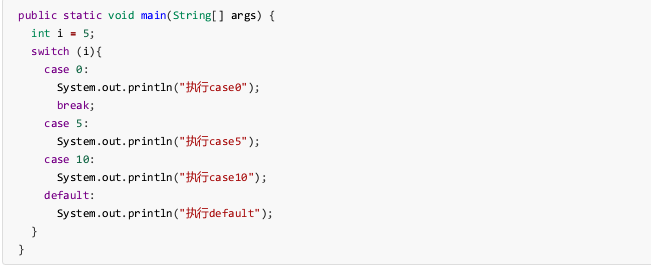 public static void main(String[] args) {
int i = 5;
switch (i){
case 0:
System.out.println("执行case0");
break;
case 5:
System.out.println("执行case5");
case 10:
System.out.println("执行case10");
default:
System.out.println("执行default");
}
}